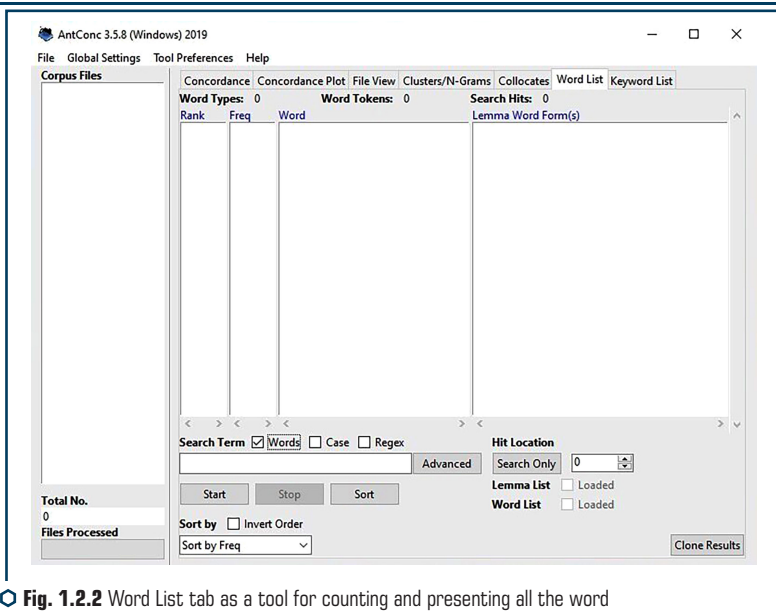 AntConc 3.5.8 (Windows) 2019
File Global Settings Tool Preferences Help
Corpus Files
Concordance Concordance Plot File View Clusters/N-Grams Collocates Word List Keyword List
Word Types: 0 Word Tokens: 0 Search Hits: 0
Rank Freq Word Lemma Word Form(s)
Search Term Words Case Regex Hit Location
Advanced Search Only 0
Lemma List Loaded
Start Stop Sort
Word List Loaded
Total No.
0
Files Processed
Sort by Invert Order
Sort by Freq Clone Results
Fig. 1.2.2 Word List tab as a tool for counting and presenting all the word